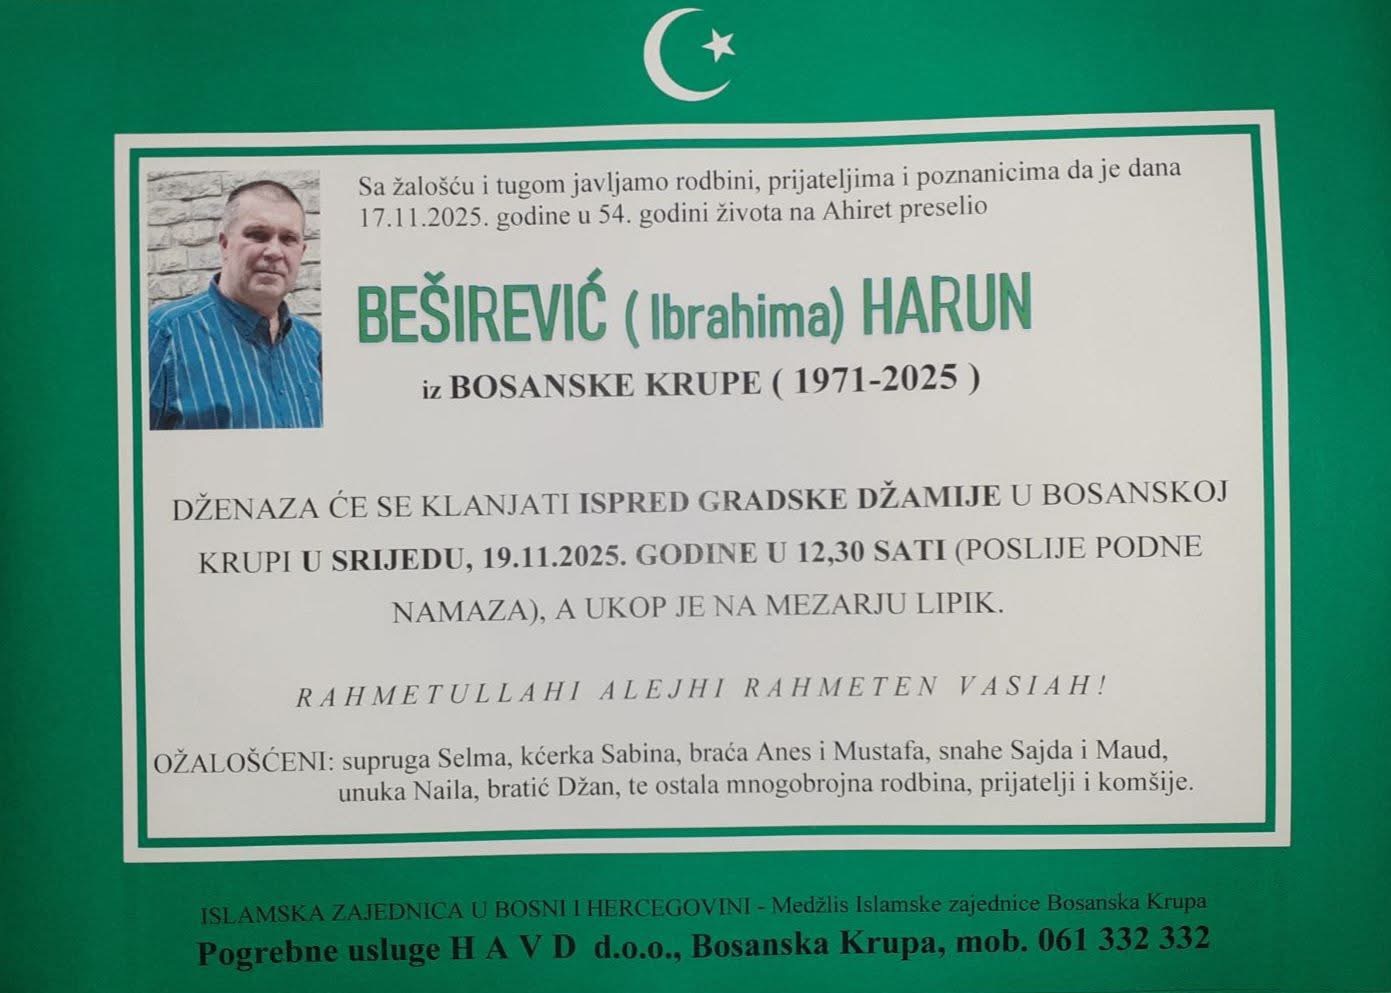 Sa žalošću i tugom javljamo rodbini, prijateljima i poznanicima da je dana
17.11.2025. godine u 54. godini života na Ahiret preselio
BEŠIREVIĆ ( Ibrahima) HARUN
iz BOSANSKE KRUPE ( 1971-2025 )
DŽENAZA ĆE SE KLANJATI ISPRED GRADSKE DŽAMIJE U BOSANSKOJ
KRUPI U SRIJEDU, 19.11.2025. GODINE U 12,30 SATI (POSLIJE PODNE
NAMAZA), A UKOP JE NA MEZARJU LIPIK.
RAHMETULLAHI ALEJHI RAHMETEN VASIAH!
OŽALOŠĆENI: supruga Selma, kćerka Sabina, braća Anes i Mustafa, snahe Sajda i Maud,
unuka Naila, bratić Džan, te ostala mnogobrojna rodbina, prijatelji i komšije.
ISLAMSKA ZAJEDNICA U BOSNI I HERCEGOVINI - Medžlis Islamske zajednice Bosanska Krupa
Pogrebne usluge H A V D d.o.o., Bosanska Krupa, mob. 061 332 332